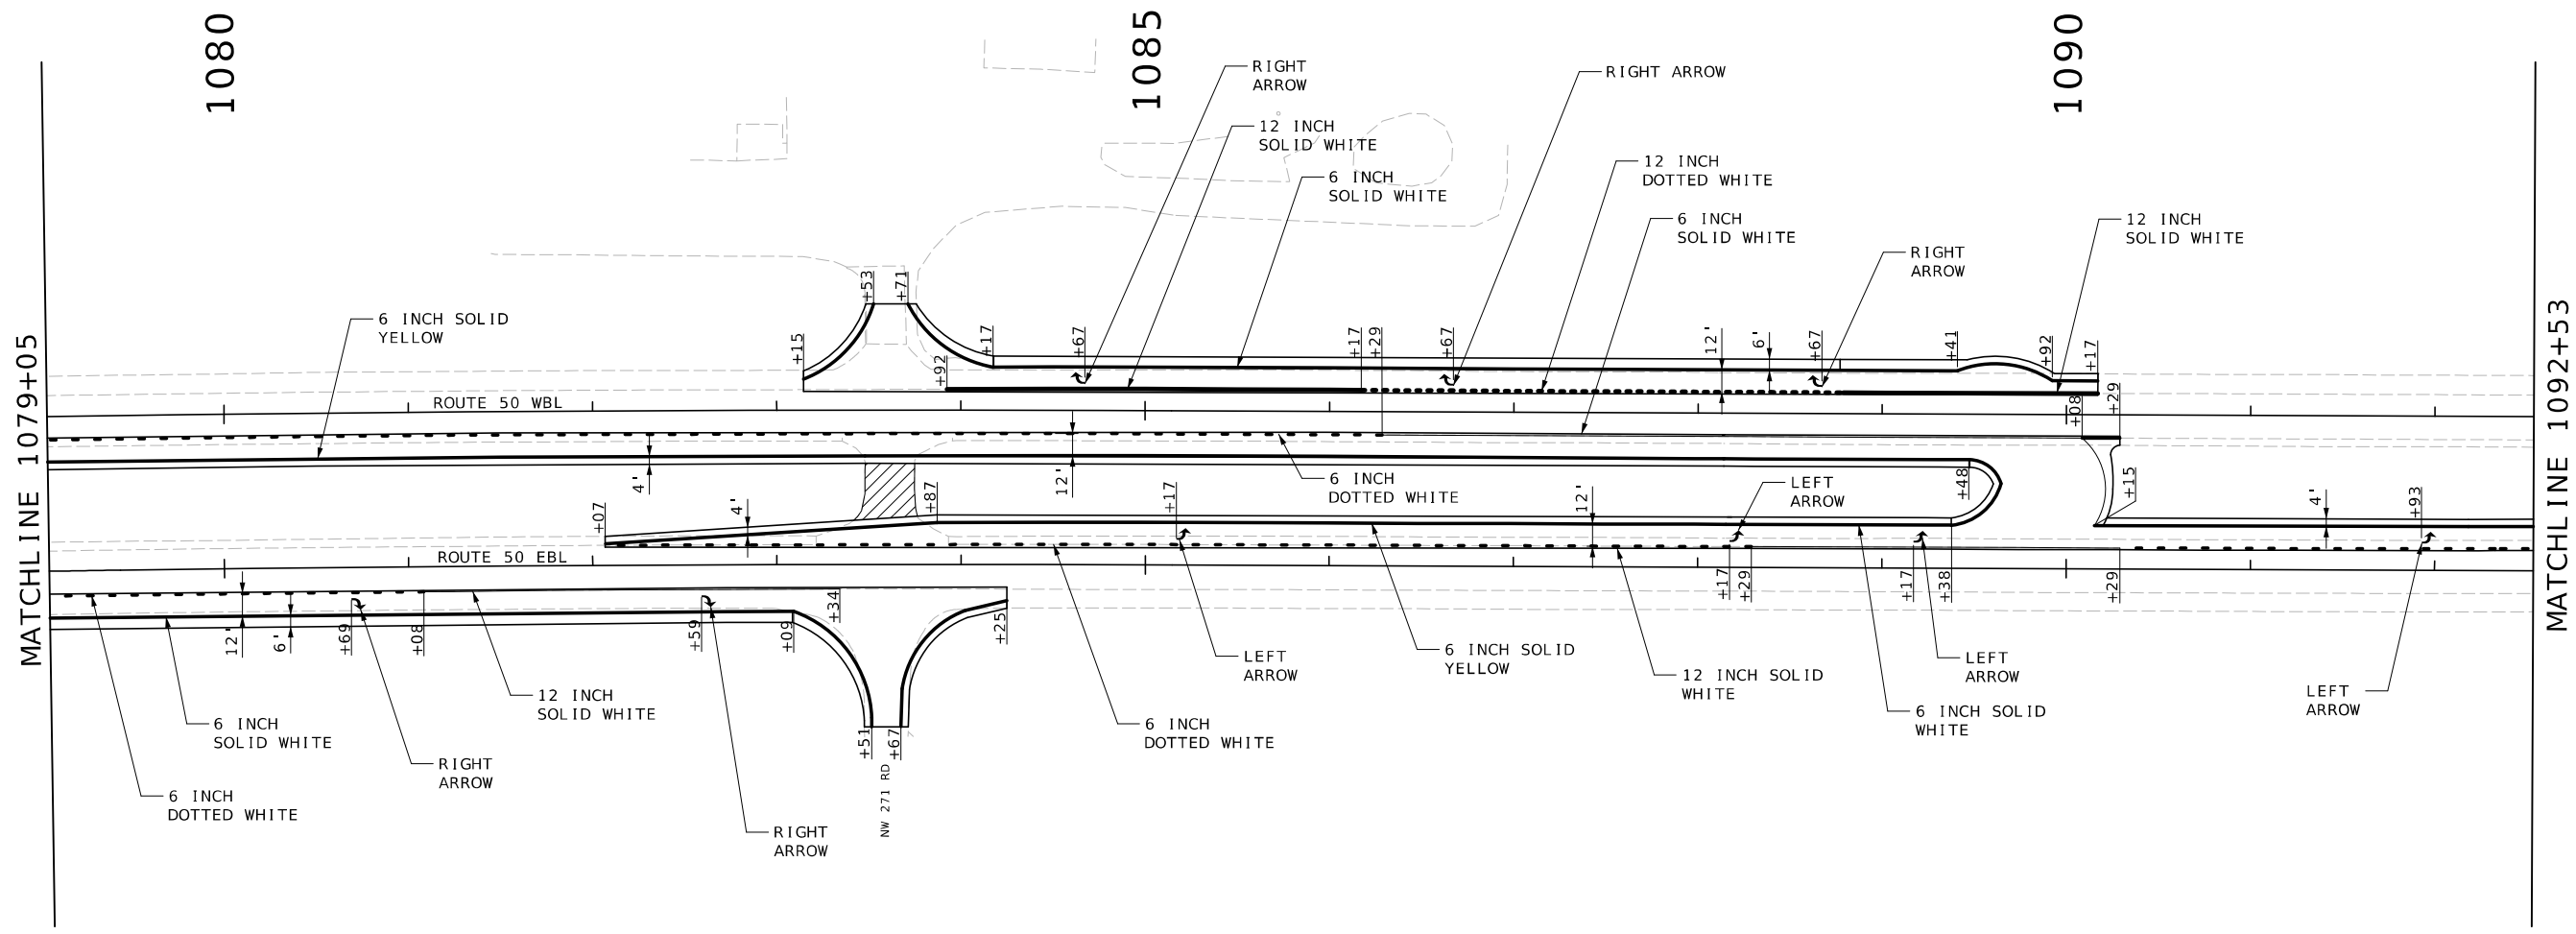 1080
1085
1090
RIGHT
ARROW
RIGHT ARROW
12 INCH
SOLID WHITE
12 INCH
DOTTED WHITE
6 INCH
SOLID WHITE
6 INCH
SOLID WHITE
12 INCH
SOLID WHITE
RIGHT
ARROW
6 INCH SOLID
YELLOW
+53
+71
+15
+92
+17
+67
+17
+29
+67
12'
6'
+67
+41
+92
+17
+08
+29
MATCHLINE 1079+05
MATCHLINE 1092+53
ROUTE 50 WBL
4'
12'
6 INCH
DOTTED WHITE
+07
4'
+87
+17
12'
LEFT
ARROW
+48
+15
4'
+93
ROUTE 50 EBL
12'
6'
+69
+08
+59
+09
+34
+25
+17
+29
+17
+38
+29
6 INCH SOLID
YELLOW
LEFT
ARROW
12 INCH SOLID
WHITE
LEFT
ARROW
6 INCH SOLID
WHITE
LEFT
ARROW
12 INCH
SOLID WHITE
6 INCH
SOLID WHITE
6 INCH
DOTTED WHITE
RIGHT
ARROW
6 INCH
DOTTED WHITE
RIGHT
ARROW
+51
+67
NW 271 RD